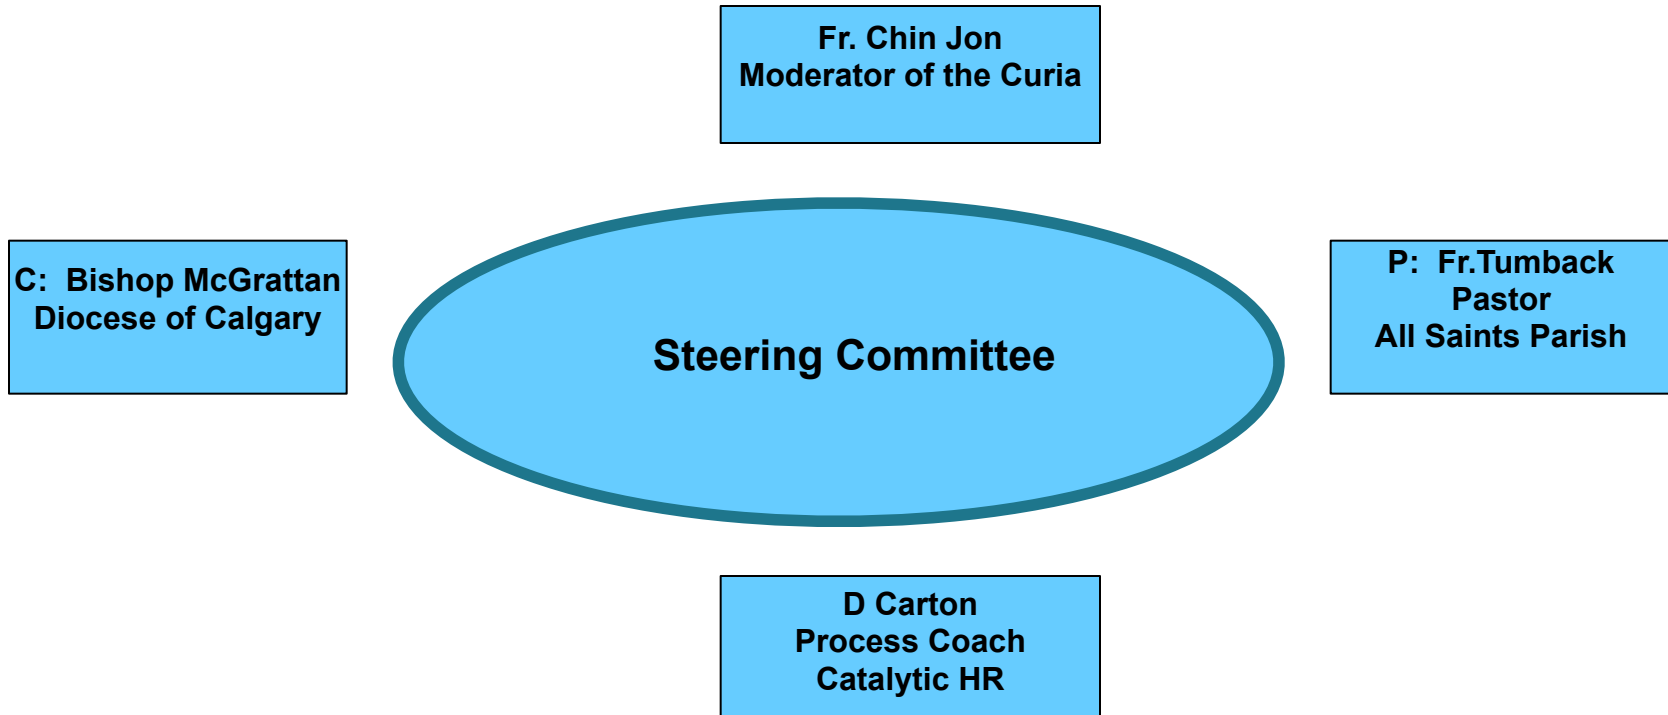 Fr. Chin Jon
Moderator of the Curia
C:  Bishop McGrattan
Diocese of Calgary
Steering Committee
P:  Fr.Tumback
Pastor
All Saints Parish
D Carton
Process Coach
Catalytic HR